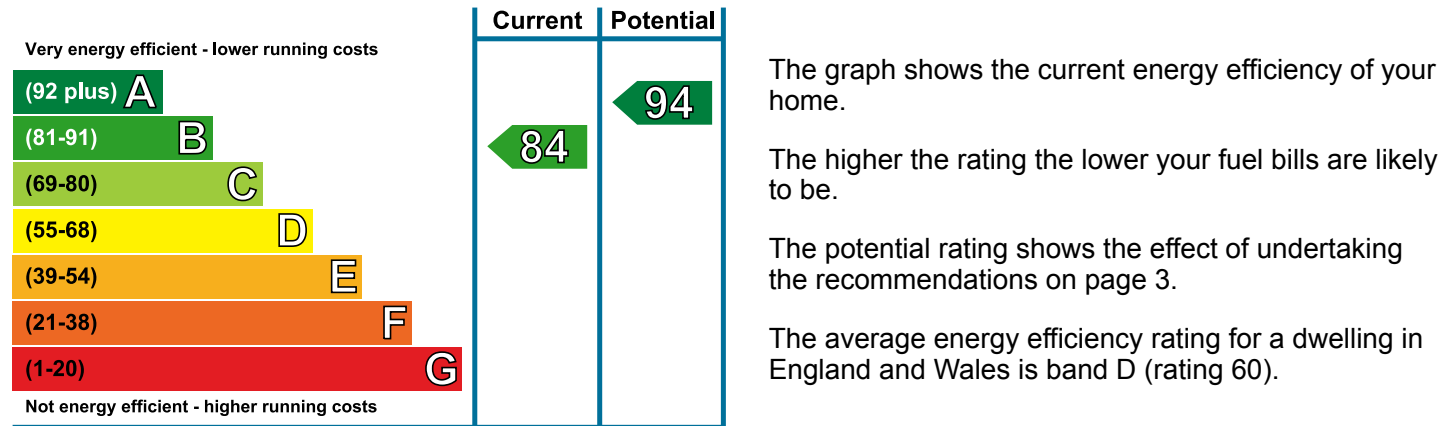 Current Potential
Very energy efficient - lower running costs
(92 plus) A
94
(81-91) B
84
(69-80) C
(55-68) D
(39-54) E
(21-38) F
(1-20) G
Not energy efficient - higher running costs
The graph shows the current energy efficiency of your
home.
The higher the rating the lower your fuel bills are likely
to be.
The potential rating shows the effect of undertaking
the recommendations on page 3.
The average energy efficiency rating for a dwelling in
England and Wales is band D (rating 60).